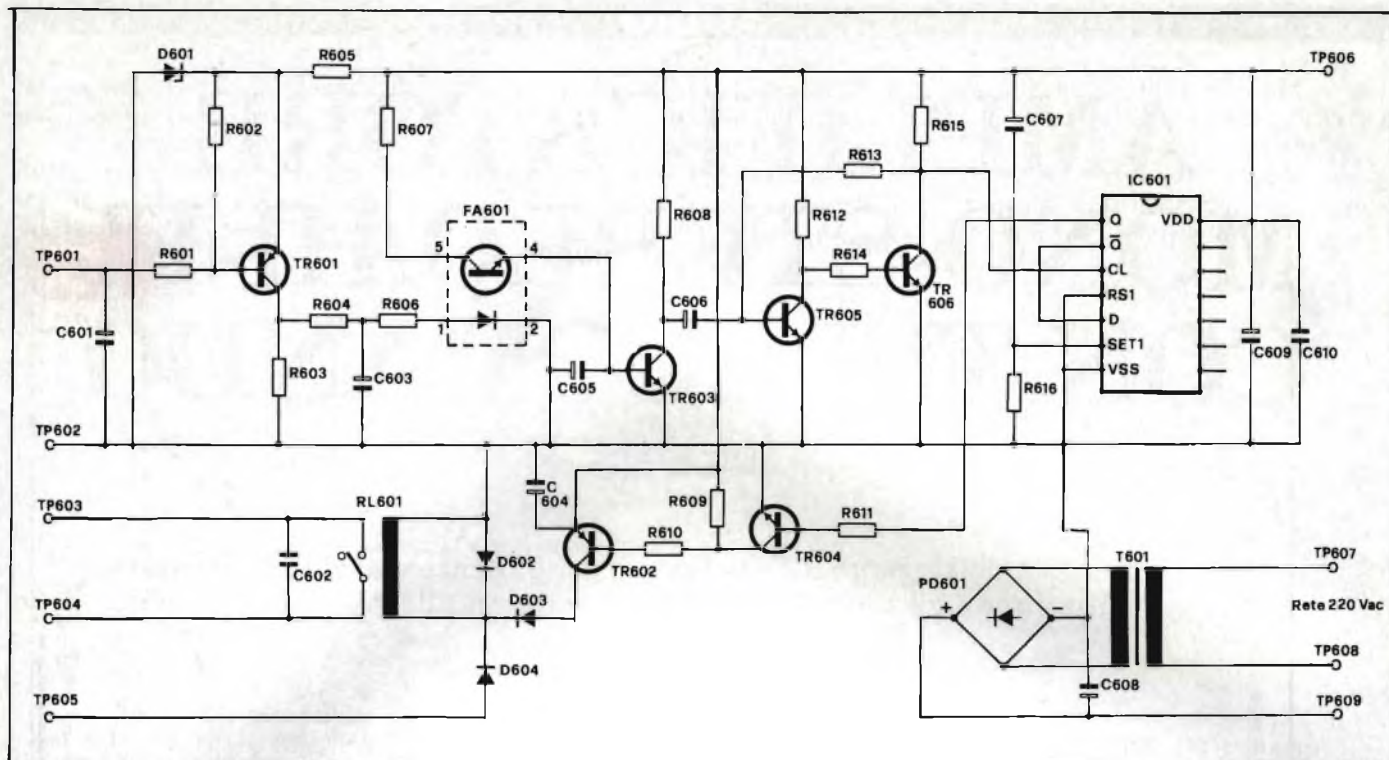 D601
R605
TP606
R602
R607
C607
R615
R613
IC601
FA601
R608
R612
Q
VDD
5
4
Q̅
TP601
R601
TR601
R614
CL
TR
606
C606
TR605
RS1
R604
R606
D
C601
1
2
SET1
C609
C610
R603
C603
C605
R616
VSS
TR603
TP602
C
604
R609
TP603
RL601
R610
R611
C602
D602
TR602
TR604
T601
TP607
PD601
TP604
D603
+
−
Rete 220 Vac
D604
TP608
C608
TP605
TP609